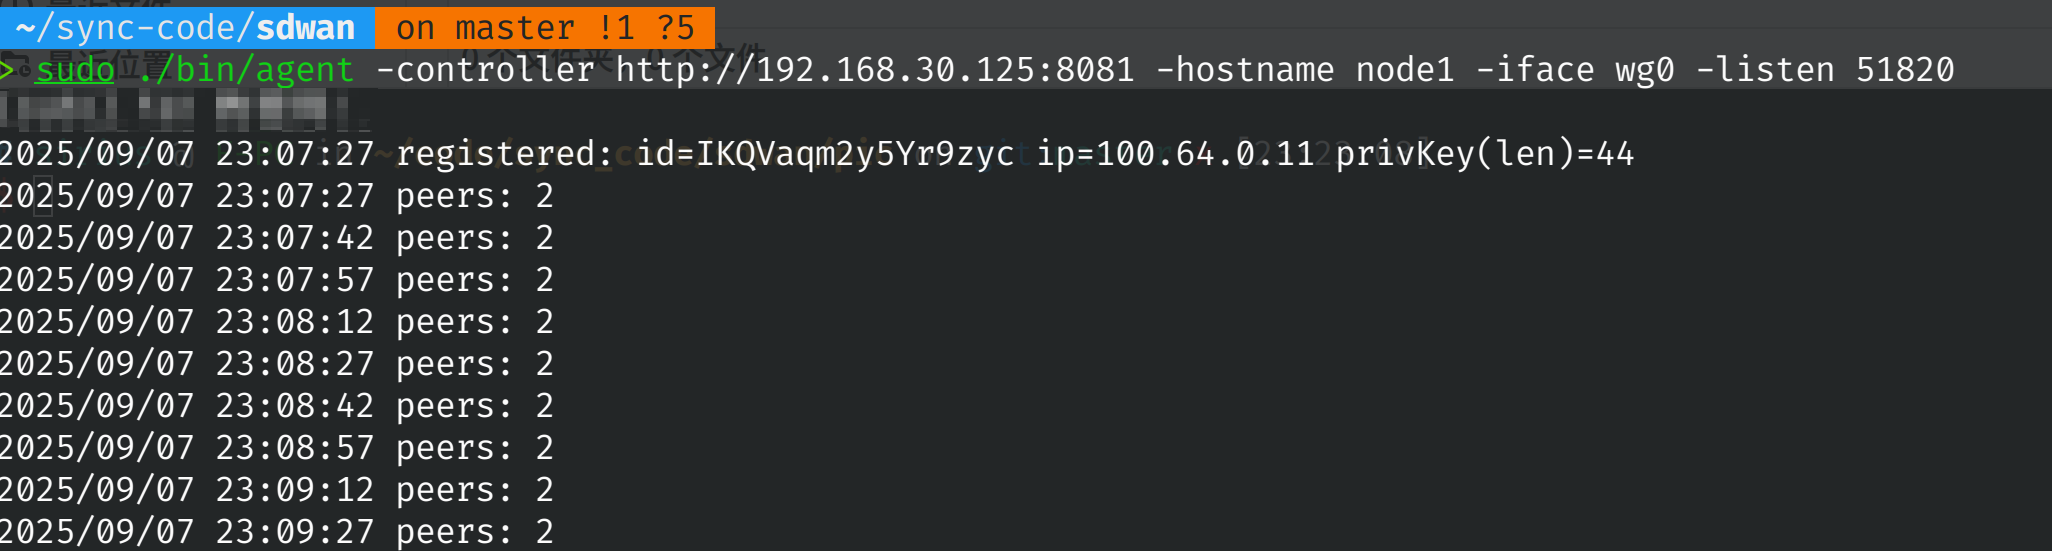 ~/sync-code/sdwan on master !1 ?5
> sudo ./bin/agent -controller http://192.168.30.125:8081 -hostname node1 -iface wg0 -listen 51820
2025/09/07 23:07:27 registered: id=IKQVaqm2y5Yr9zyc ip=100.64.0.11 privKey(len)=44
2025/09/07 23:07:27 peers: 2
2025/09/07 23:07:42 peers: 2
2025/09/07 23:07:57 peers: 2
2025/09/07 23:08:12 peers: 2
2025/09/07 23:08:27 peers: 2
2025/09/07 23:08:42 peers: 2
2025/09/07 23:08:57 peers: 2
2025/09/07 23:09:12 peers: 2
2025/09/07 23:09:27 peers: 2